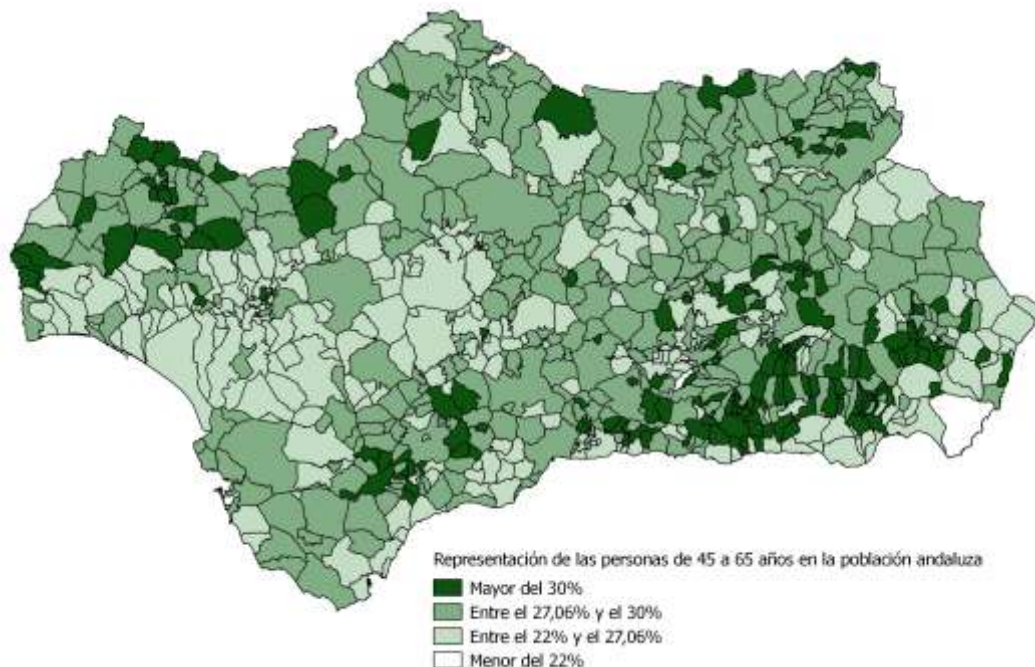 Representación de las personas de 45 a 65 años en la población andaluza
Mayor del 30%
Entre el 27,06% y el 30%
Entre el 22% y el 27,06%
Menor del 22%